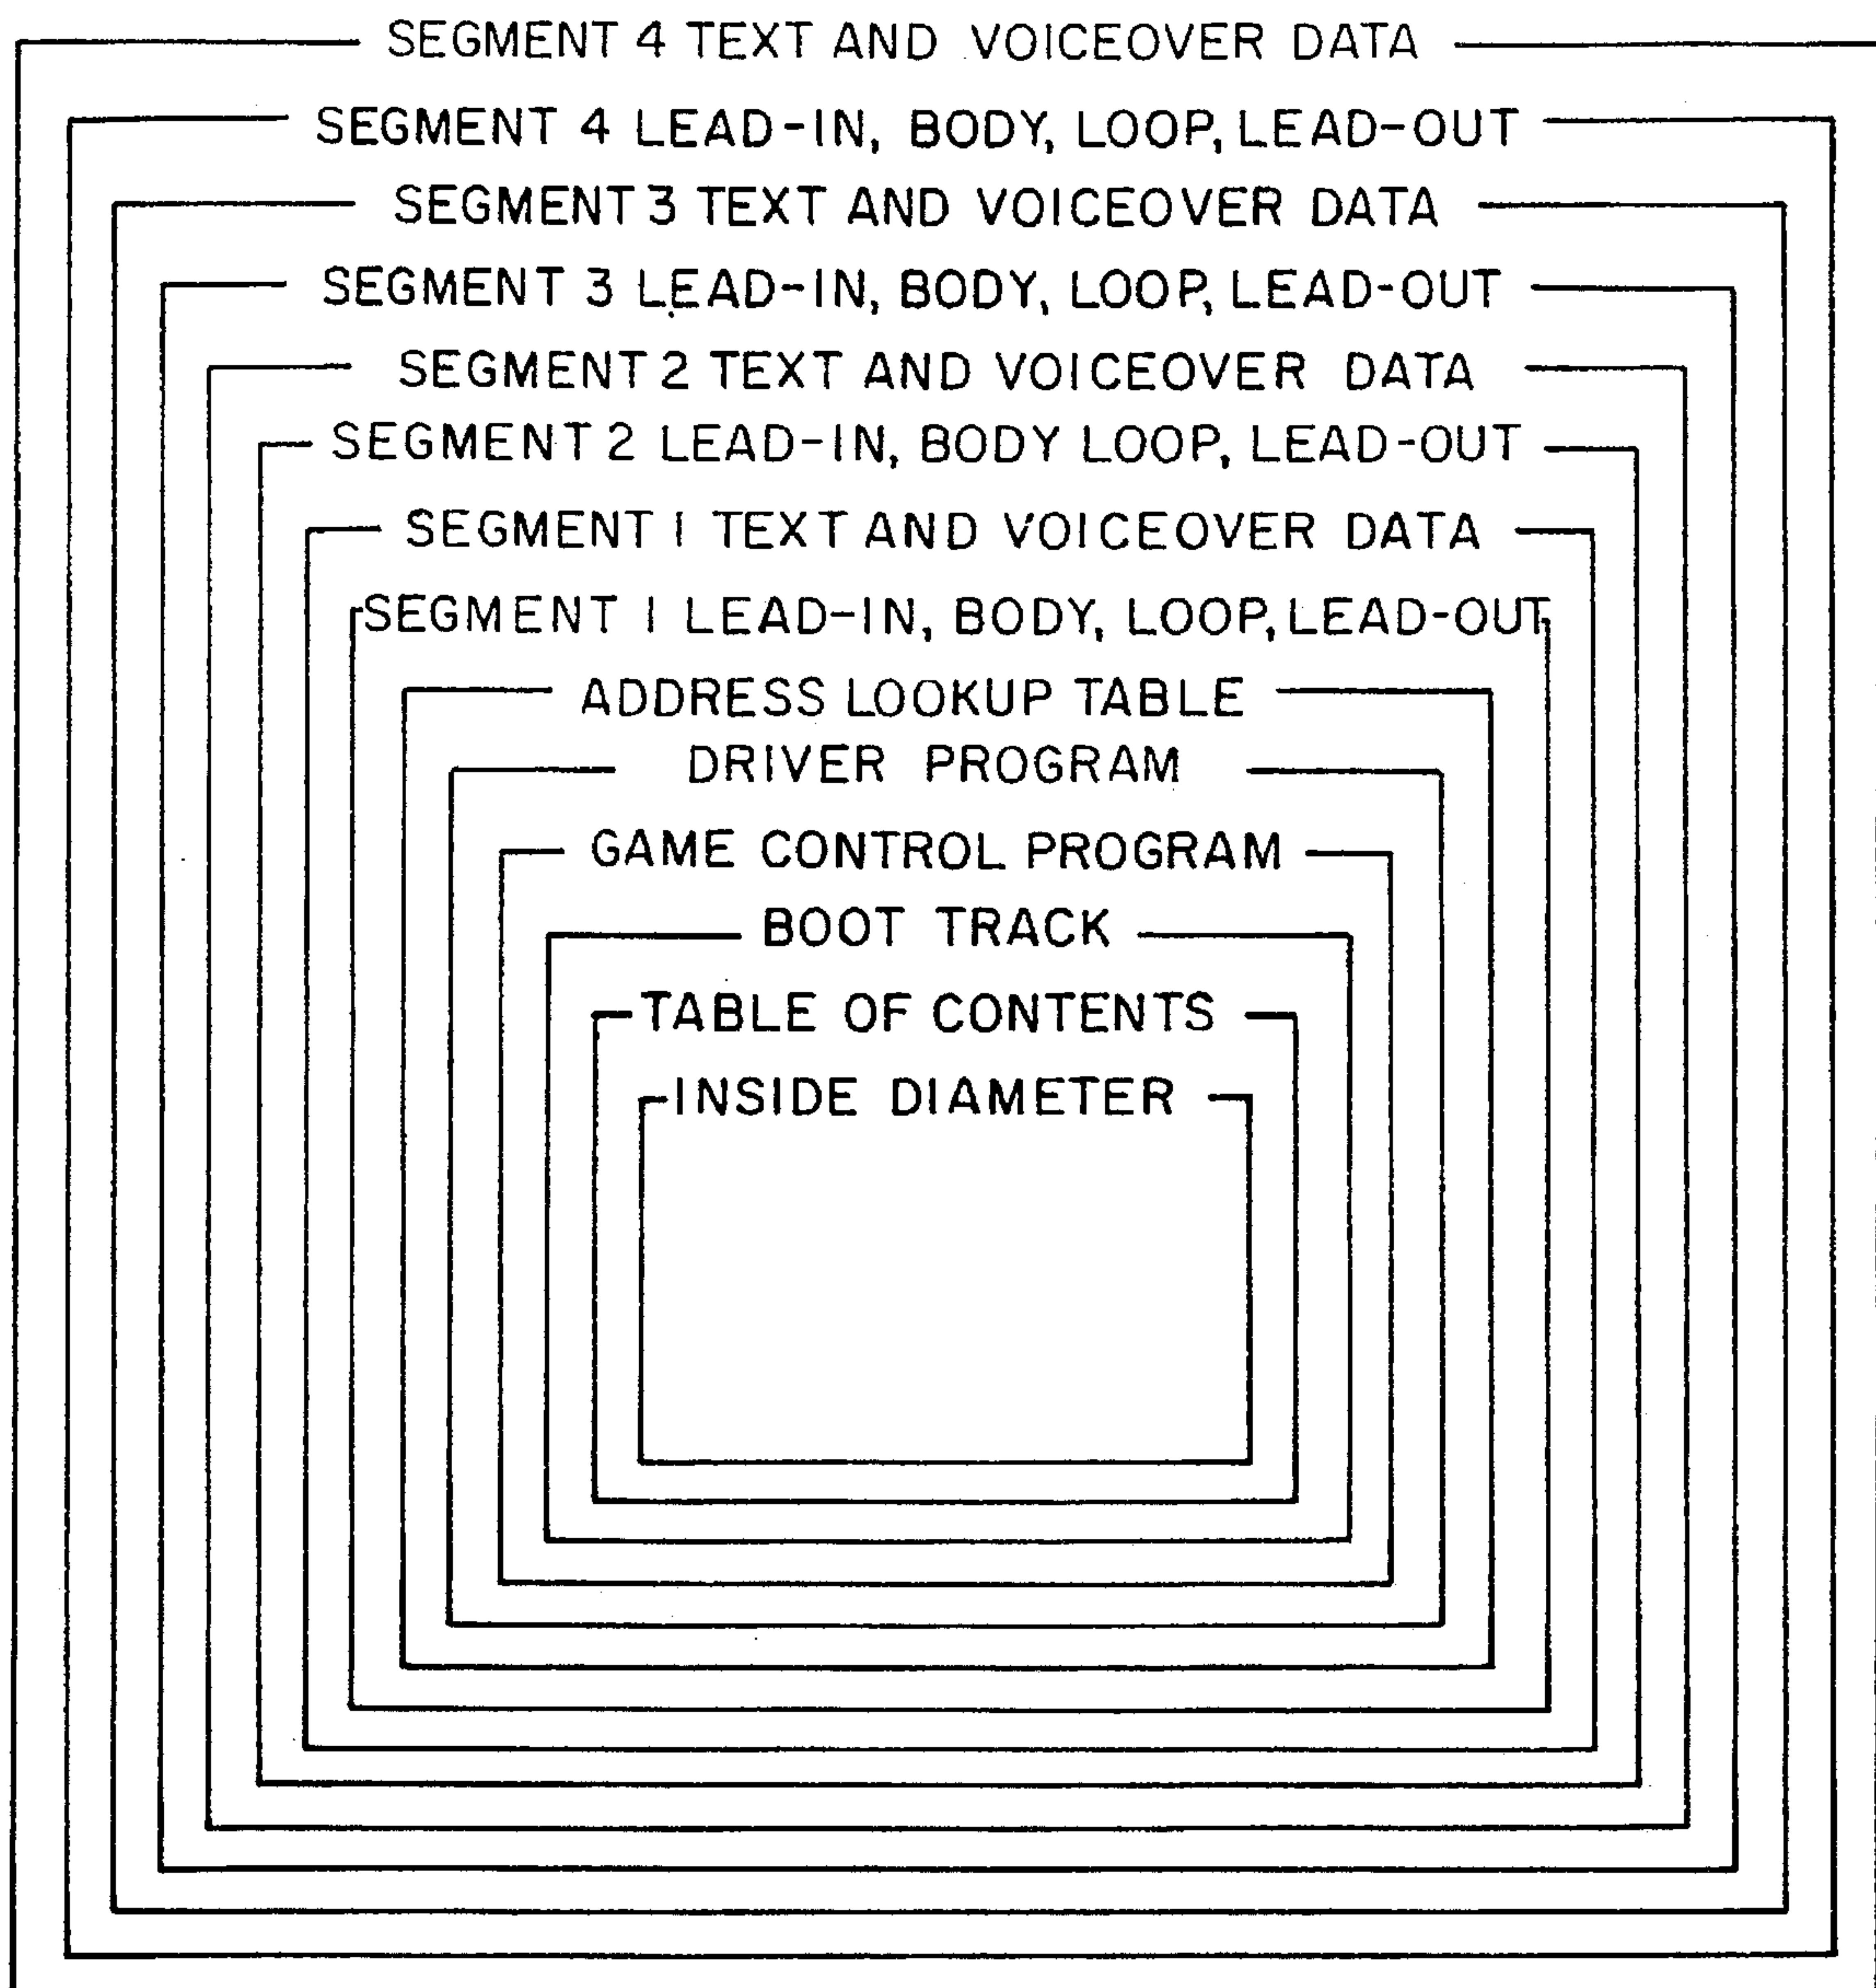 SEGMENT 4 TEXT AND VOICEOVER DATA
SEGMENT 4 LEAD-IN, BODY, LOOP, LEAD-OUT
SEGMENT 3 TEXT AND VOICEOVER DATA
SEGMENT 3 LEAD-IN, BODY, LOOP, LEAD-OUT
SEGMENT 2 TEXT AND VOICEOVER DATA
SEGMENT 2 LEAD-IN, BODY LOOP, LEAD-OUT
SEGMENT 1 TEXT AND VOICEOVER DATA
SEGMENT 1 LEAD-IN, BODY, LOOP, LEAD-OUT
ADDRESS LOOKUP TABLE
DRIVER PROGRAM
GAME CONTROL PROGRAM
BOOT TRACK
TABLE OF CONTENTS
INSIDE DIAMETER